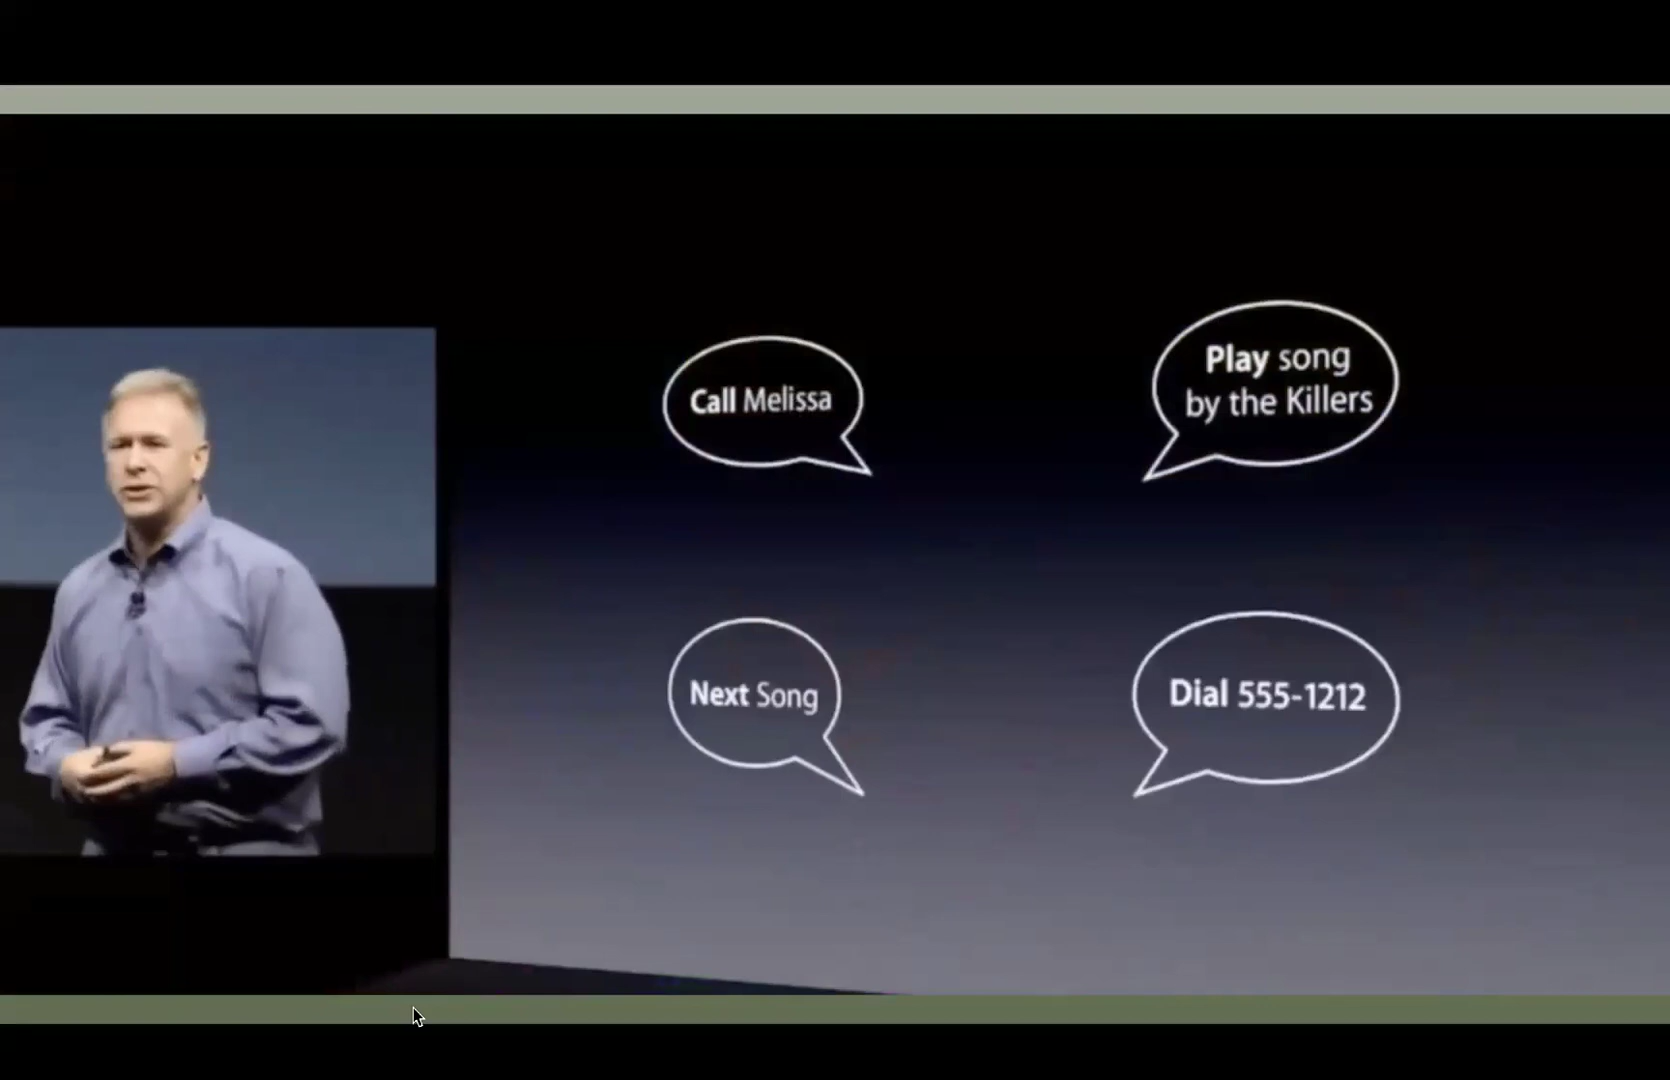 Call Melissa
Play song
by the Killers
Next Song
Dial 555-1212